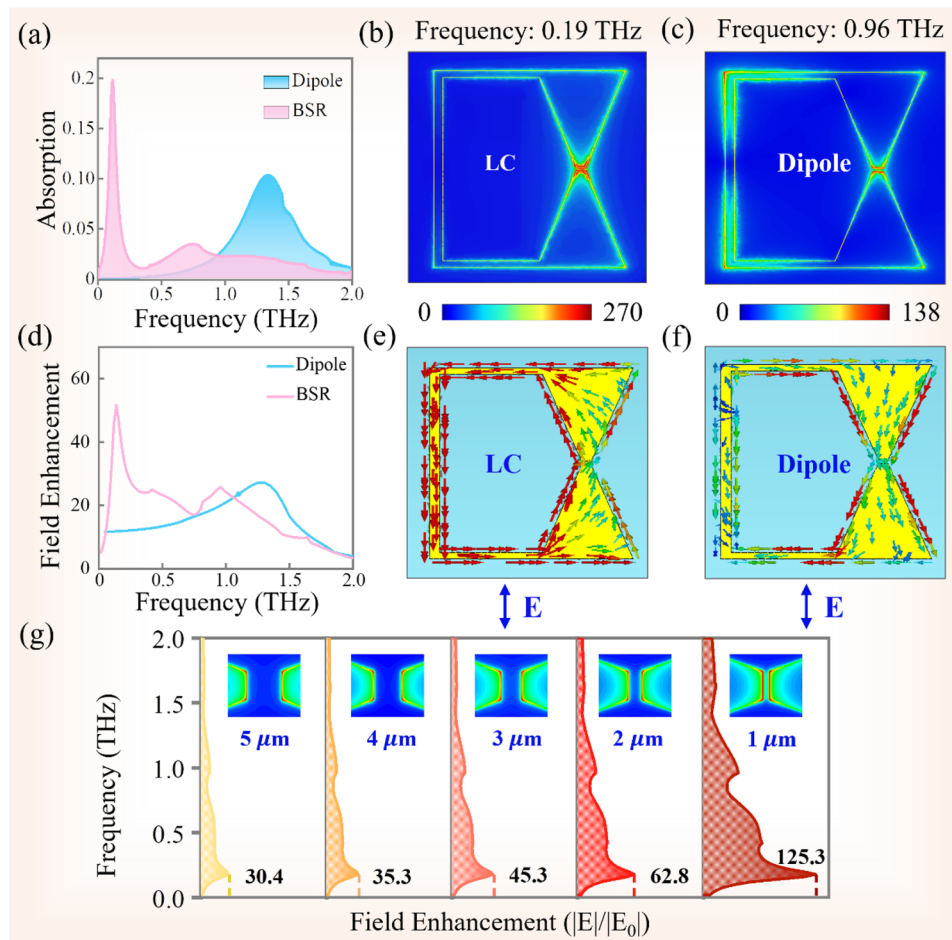 (a)
0.2
0.15
0.10
0.05
0
Absorption
Dipole
BSR
0 0.5 1.0 1.5 2.0
Frequency (THz)
(b) Frequency: 0.19 THz
LC
0 270
(c) Frequency: 0.96 THz
Dipole
0 138
(d)
60
40
20
0
Field Enhancement
Dipole
BSR
0 0.5 1.0 1.5 2.0
Frequency (THz)
(e)
LC
E
(f)
Dipole
E
(g)
2.0
1.5
1.0
0.5
0.0
Frequency (THz)
5 μm 4 μm 3 μm 2 μm 1 μm
30.4 35.3 45.3 62.8 125.3
Field Enhancement (|E|/|E₀|)